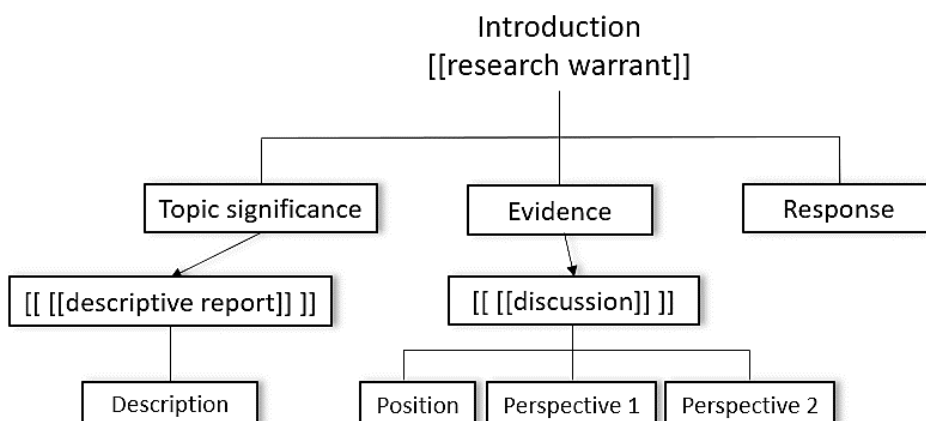 Introduction
[[research warrant]]
Topic significance
Evidence
Response
[[ [[descriptive report]] ]]
[[ [[discussion]] ]]
Description
Position
Perspective 1
Perspective 2